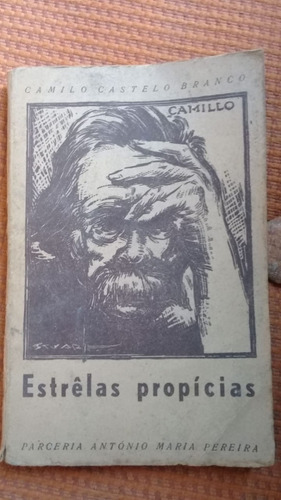 CAMILO CASTELO BRANCO
CAMILLO
Estrêlas propícias
PARCERIA ANTÓNIO MARIA PEREIRA